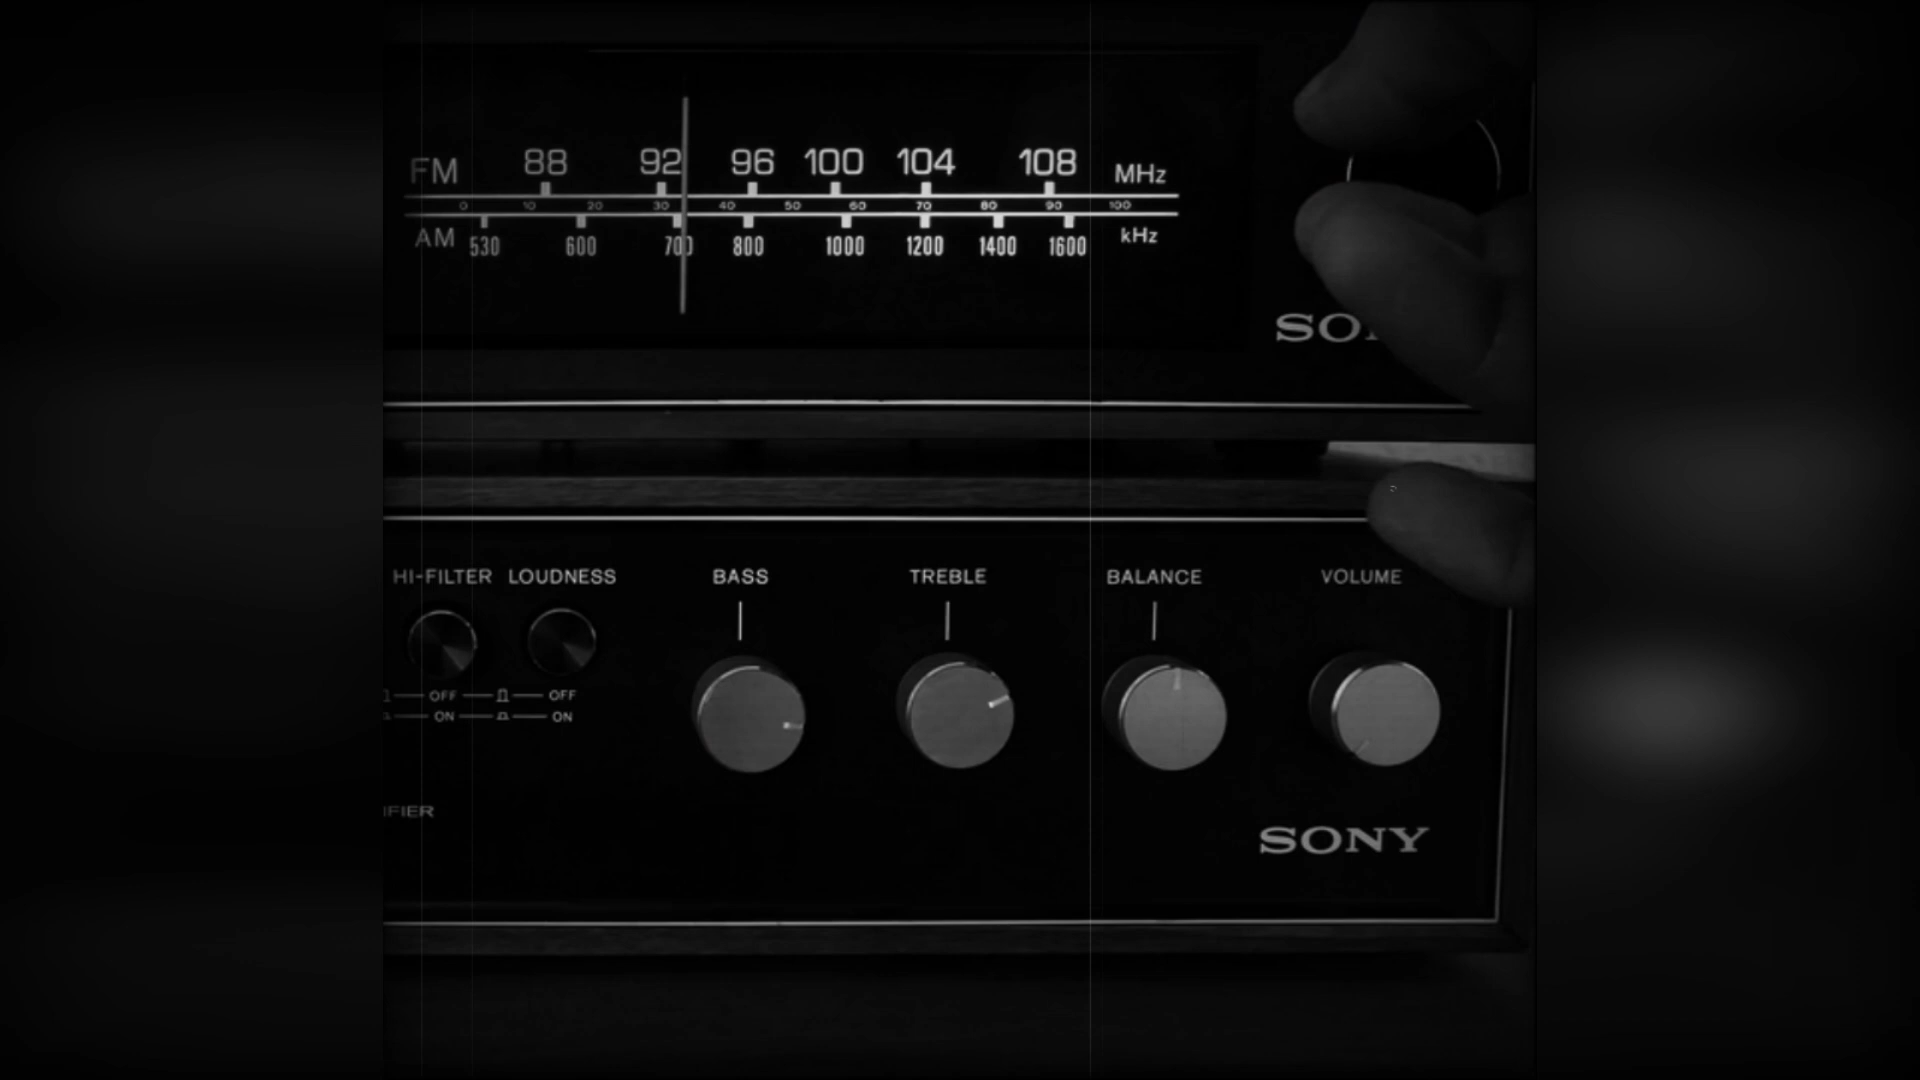 FM 88 92 96 100 104 108 MHz
0 10 20 30 40 50 60 70 80 90 100
AM 530 600 700 800 1000 1200 1400 1600 kHz
HI-FILTER LOUDNESS BASS TREBLE BALANCE VOLUME
OFF OFF
ON ON
SONY